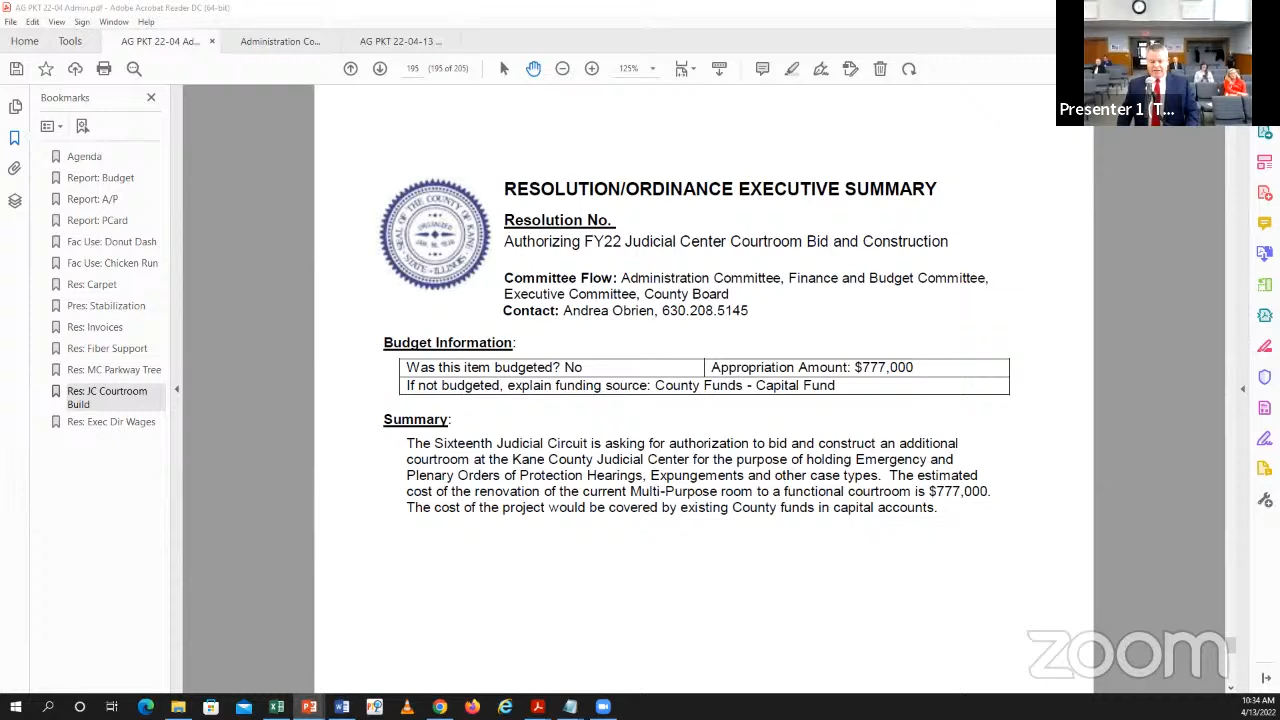 AG PKT 22-04 Admin.pdf - Adobe Acrobat Reader DC (64-bit)
File Edit View Sign Window Help
Home Tools AG PKT 22-04 Ad... × Administration Co... AG PKT 22-04-13 ...
195 (195 of 205) 125%
Bookmarks
Agenda
Report: Budget
Report: A/P
Report: PCard
Fac Use: Donut Dash
Fac Use: Chicken Run
Res: Carpet
Pres: Stabilization
Res: Invoices
Res: Fiber Support
Res: MC Parkway Tree
Res: JC Courtroom
Build
Res: Exec Dir Wages
Presenter 1 (T...
RESOLUTION/ORDINANCE EXECUTIVE SUMMARY
Resolution No.
Authorizing FY22 Judicial Center Courtroom Bid and Construction
Committee Flow: Administration Committee, Finance and Budget Committee,
Executive Committee, County Board
Contact: Andrea Obrien, 630.208.5145
SEAL OF THE COUNTY OF KANE
STATE - ILLINOIS
ORGANIZED
Budget Information:
Was this item budgeted? No Appropriation Amount: $777,000
If not budgeted, explain funding source: County Funds - Capital Fund
Summary:
The Sixteenth Judicial Circuit is asking for authorization to bid and construct an additional
courtroom at the Kane County Judicial Center for the purpose of holding Emergency and
Plenary Orders of Protection Hearings, Expungements and other case types. The estimated
cost of the renovation of the current Multi-Purpose room to a functional courtroom is $777,000.
The cost of the project would be covered by existing County funds in capital accounts.
zoom
10:34 AM
4/13/2022